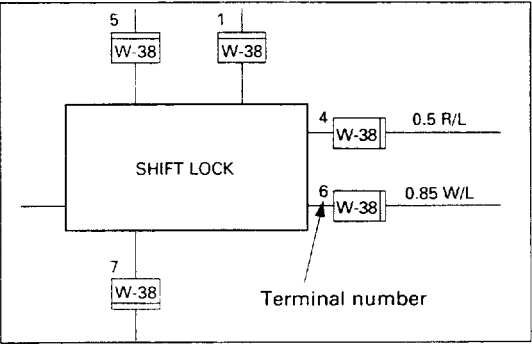 5
1
W-38
W-38
4
W-38
0.5 R/L
SHIFT LOCK
6
W-38
0.85 W/L
7
W-38
Terminal number